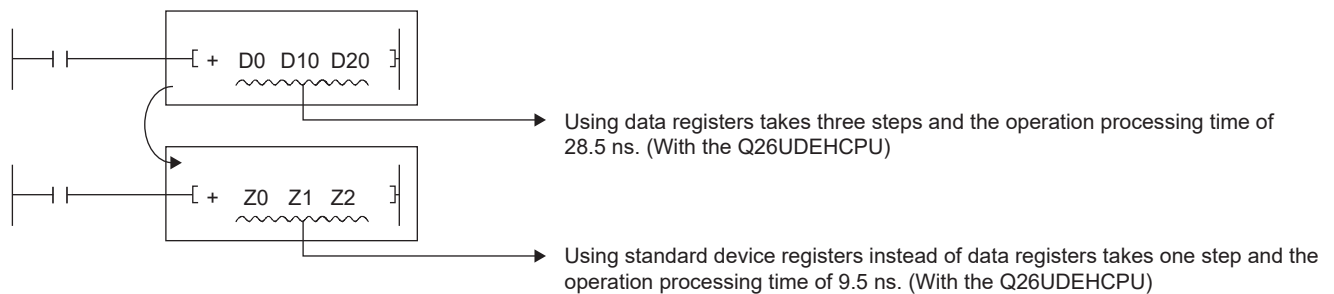 [ + D0 D10 D20 ]
Using data registers takes three steps and the operation processing time of
28.5 ns. (With the Q26UDEHCPU)
[ + Z0 Z1 Z2 ]
Using standard device registers instead of data registers takes one step and the
operation processing time of 9.5 ns. (With the Q26UDEHCPU)